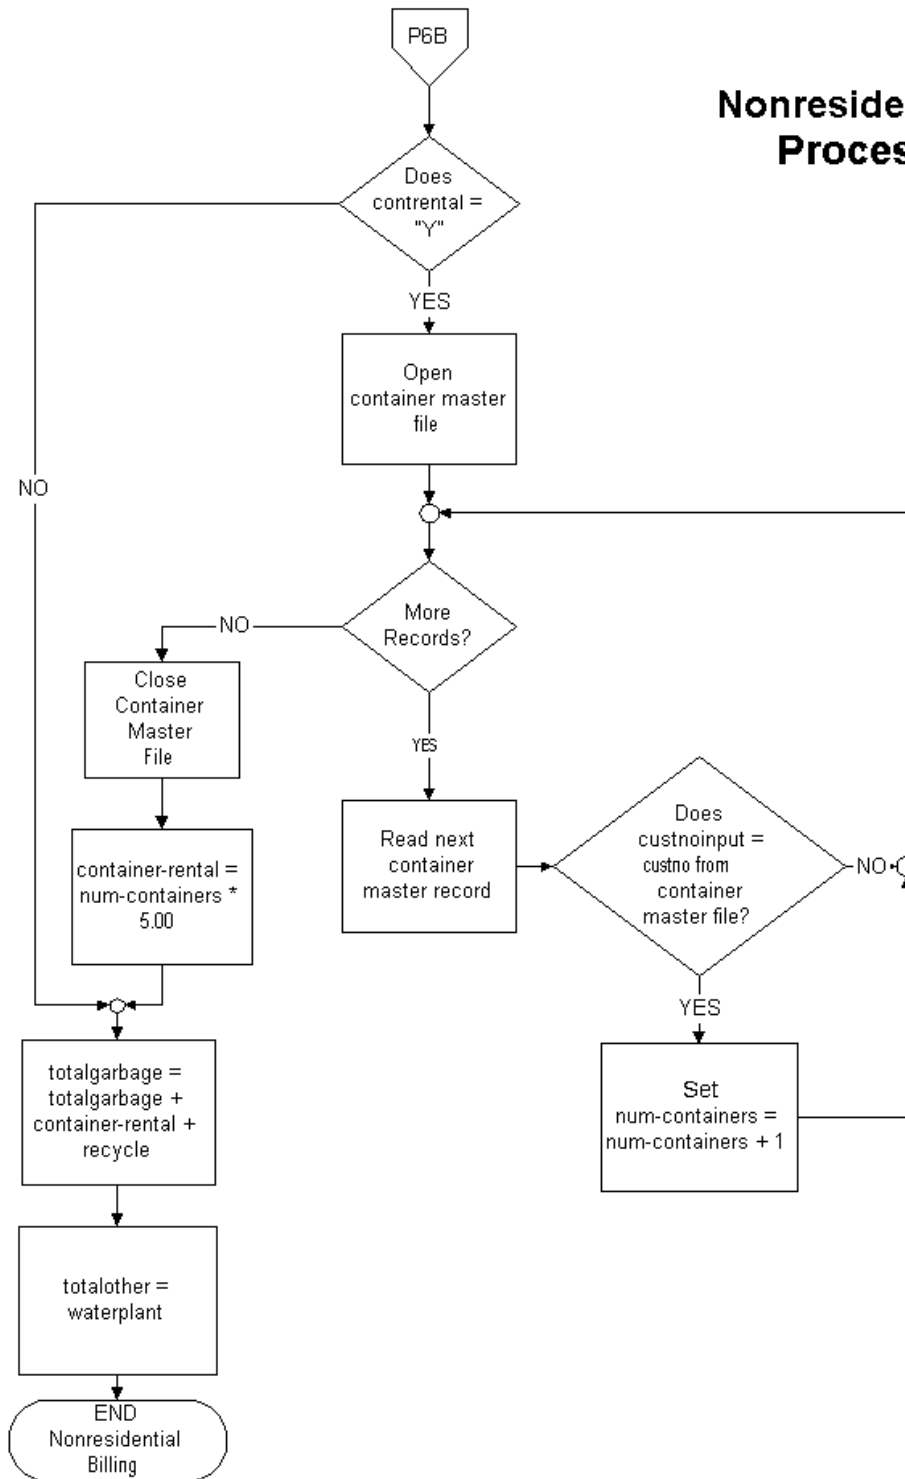 P6B
Nonreside
Proces
Does
contrental =
"Y"
YES
Open
container master
file
NO
More
Records?
NO
Close
Container
Master
File
YES
Read next
container
master record
Does
custnoinput =
custno from
container
master file?
NO
container-rental =
num-containers *
5.00
YES
Set
num-containers =
num-containers + 1
totalgarbage =
totalgarbage +
container-rental +
recycle
totalother =
waterplant
END
Nonresidential
Billing